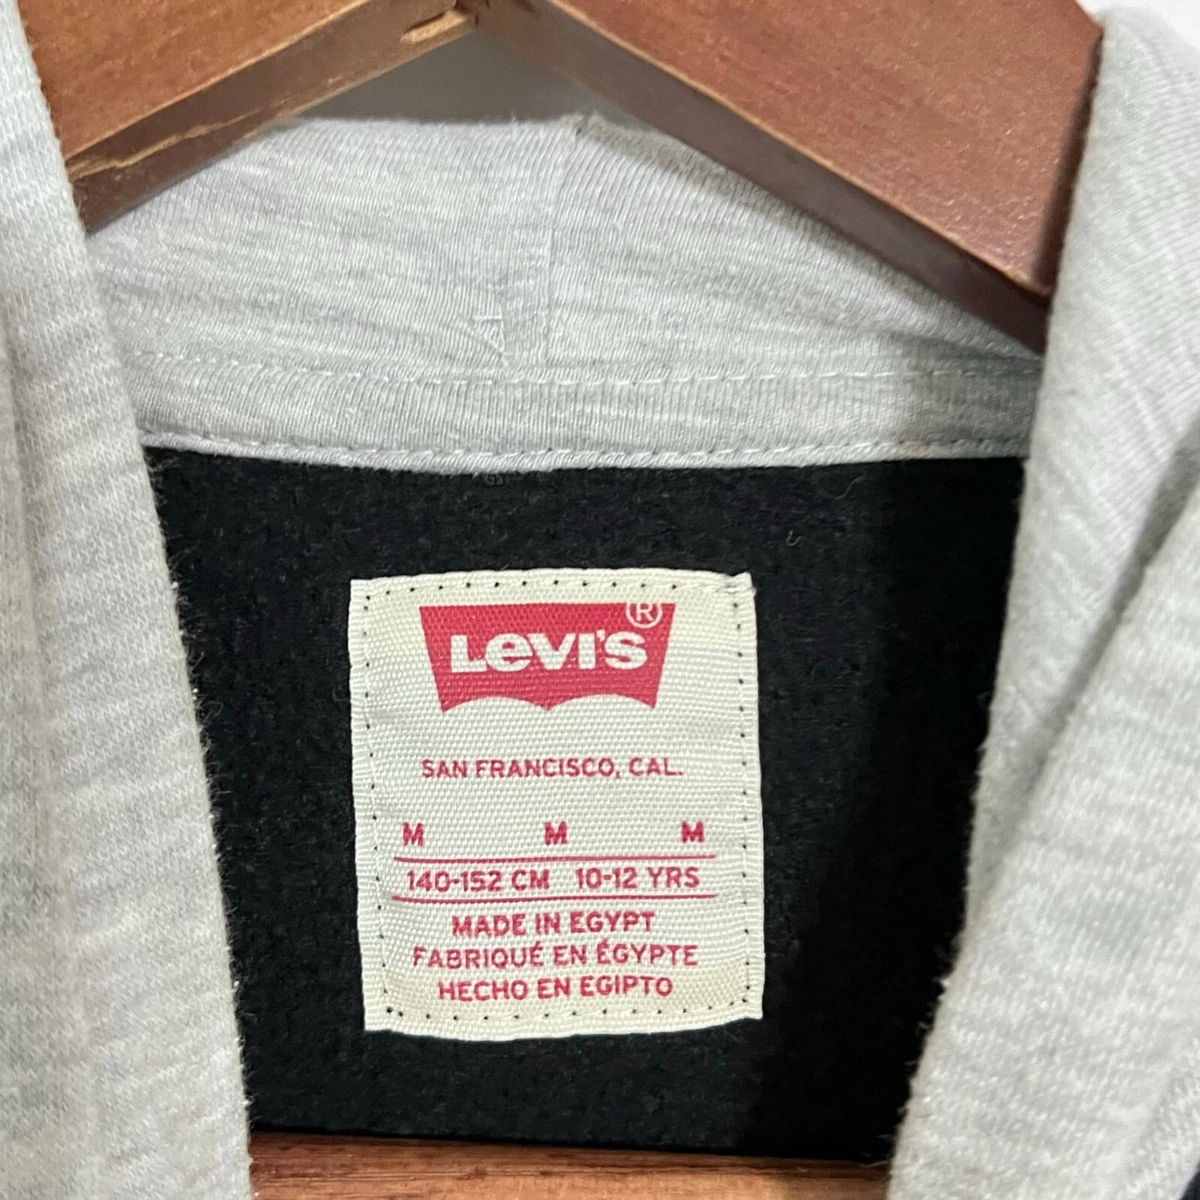 LEVI'S ®
SAN FRANCISCO, CAL.
M M M
140-152 CM 10-12 YRS
MADE IN EGYPT
FABRIQUÉ EN ÉGYPTE
HECHO EN EGIPTO